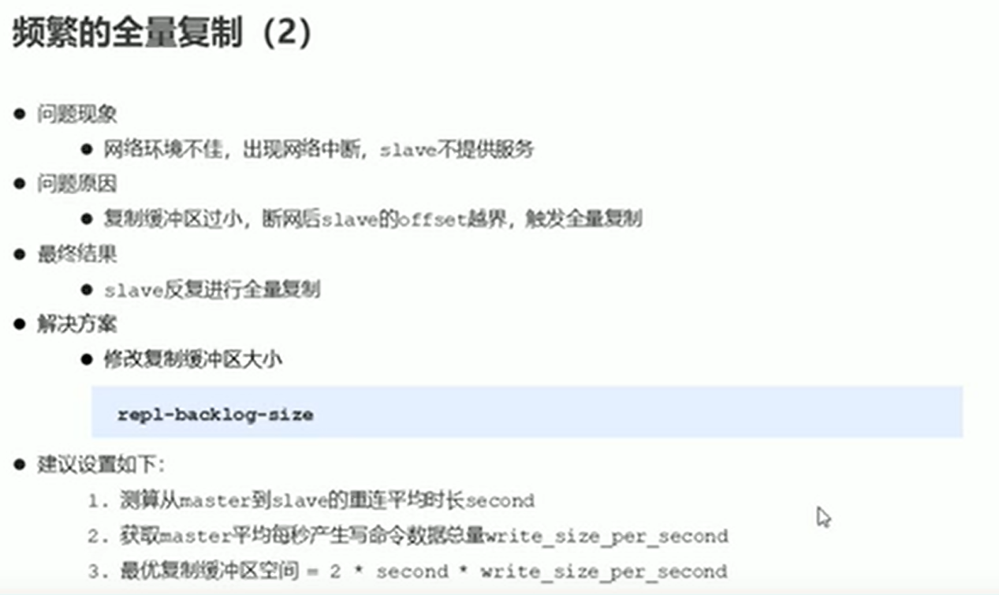 频繁的全量复制（2）
● 问题现象
● 网络环境不佳，出现网络中断，slave不提供服务
● 问题原因
● 复制缓冲区过小，断网后slave的offset越界，触发全量复制
● 最终结果
● slave反复进行全量复制
● 解决方案
● 修改复制缓冲区大小
repl-backlog-size
● 建议设置如下：
1. 测算从master到slave的重连平均时长second
2. 获取master平均每秒产生写命令数据总量write_size_per_second
3. 最优复制缓冲区空间 = 2 * second * write_size_per_second